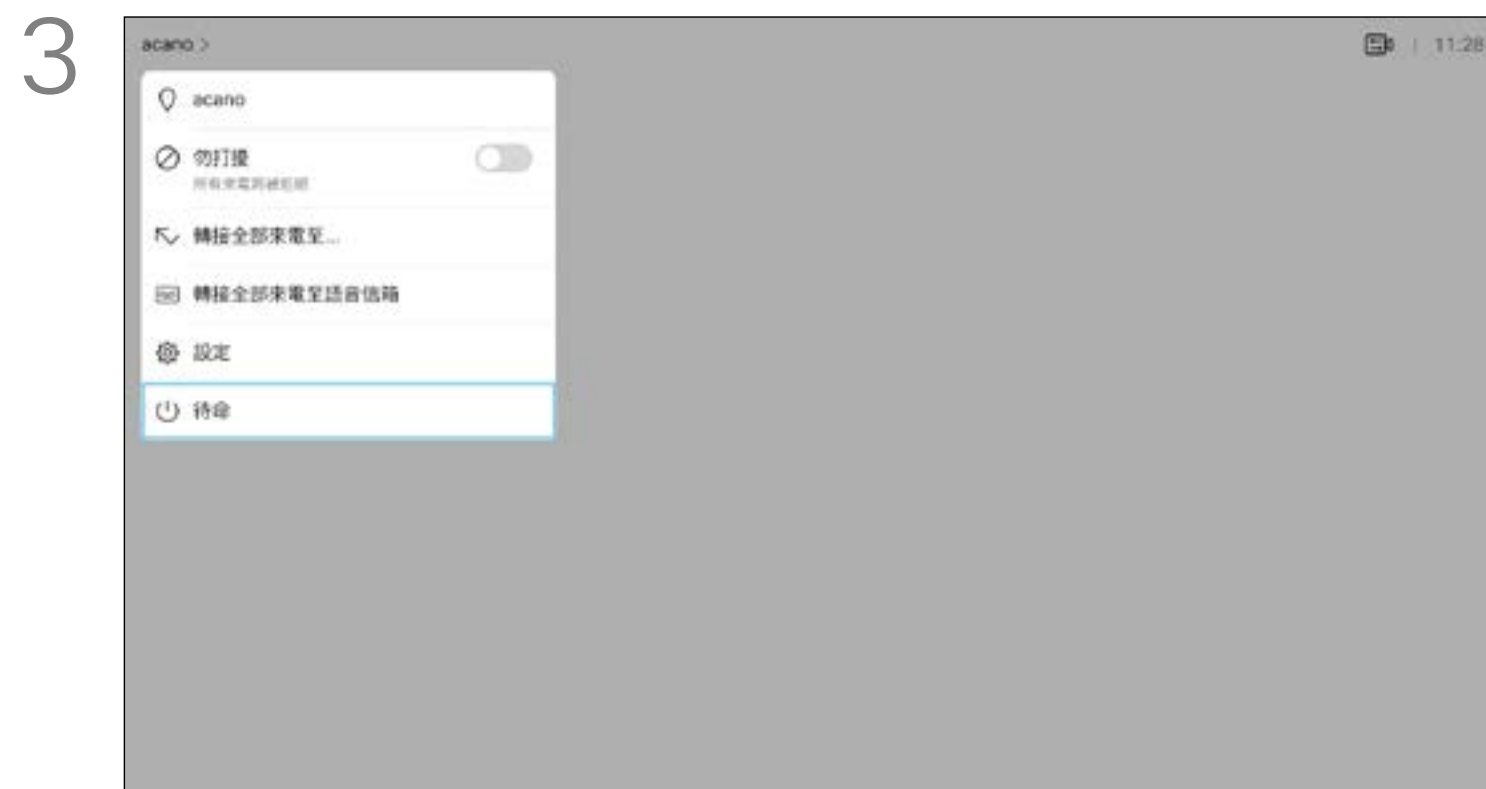 3
acano >
11:28
acano
勿打擾
所有來電將被拒絕
轉接全部來電至...
轉接全部來電至語音信箱
設定
待命